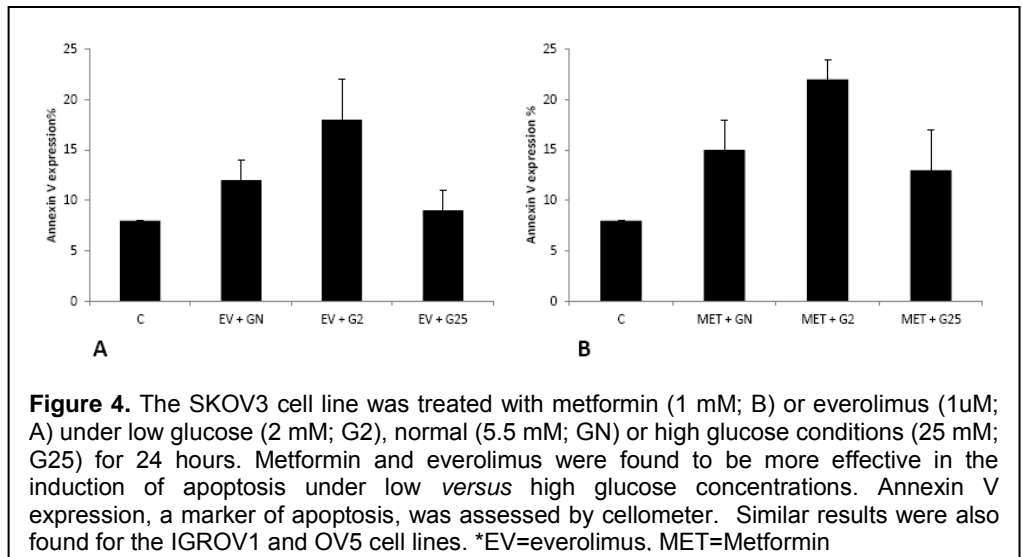 25
20
15
10
5
0
Annexin V expression%
C
EV + GN
EV + G2
EV + G25
A
25
20
15
10
5
0
Annexin V expression %
C
MET + GN
MET + G2
MET + G25
B
Figure 4. The SKOV3 cell line was treated with metformin (1 mM; B) or everolimus (1uM;
A) under low glucose (2 mM; G2), normal (5.5 mM; GN) or high glucose conditions (25 mM;
G25) for 24 hours. Metformin and everolimus were found to be more effective in the
induction of apoptosis under low versus high glucose concentrations. Annexin V
expression, a marker of apoptosis, was assessed by cellometer. Similar results were also
found for the IGROV1 and OV5 cell lines. *EV=everolimus, MET=Metformin